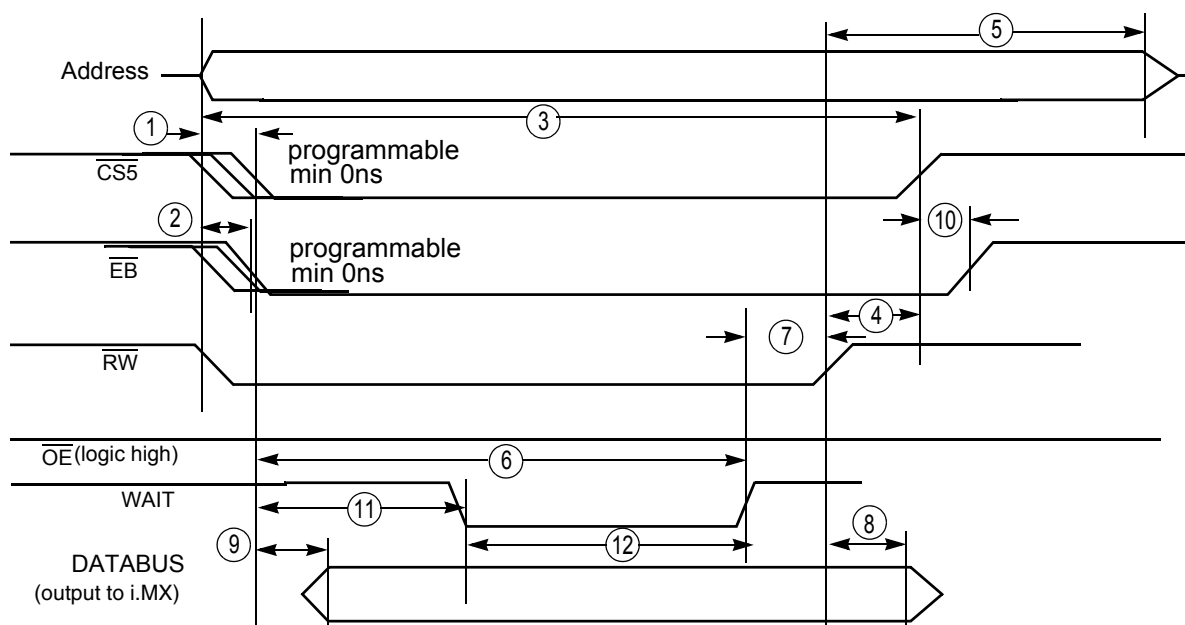 5
Address
3
1
programmable
min 0ns
CS5
10
2
programmable
min 0ns
EB
4
7
RW
OE(logic high)
6
WAIT
11
8
9
12
DATABUS
(output to i.MX)